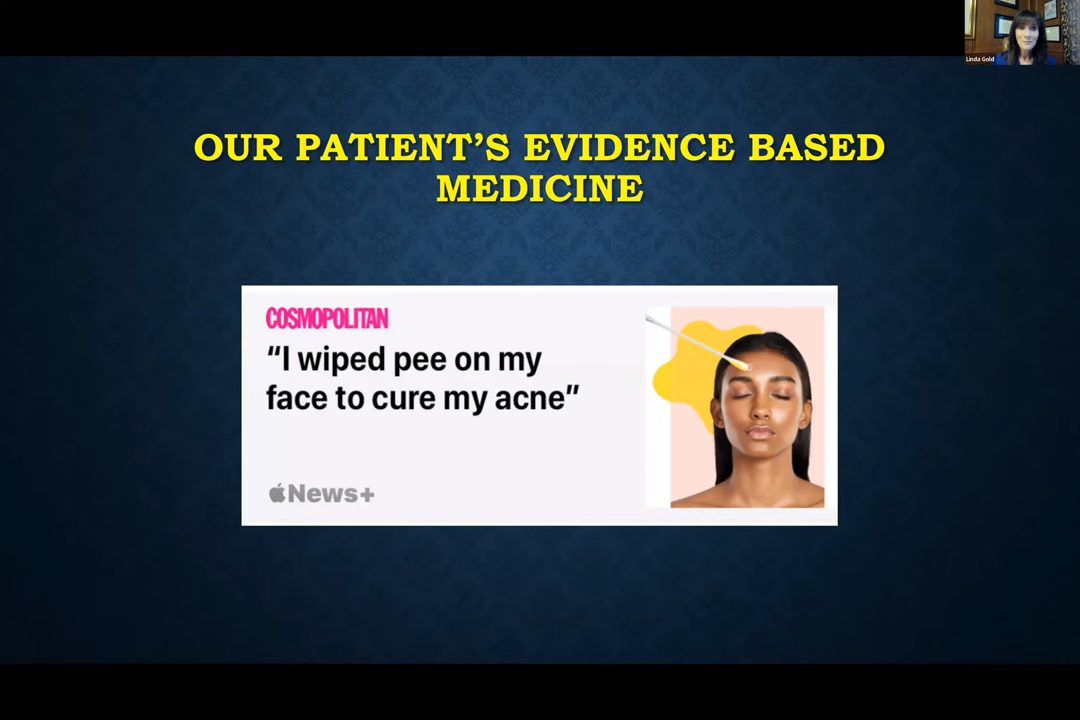 Linda Gold
OUR PATIENT’S EVIDENCE BASED
MEDICINE
COSMOPOLITAN
“I wiped pee on my
face to cure my acne”
News+